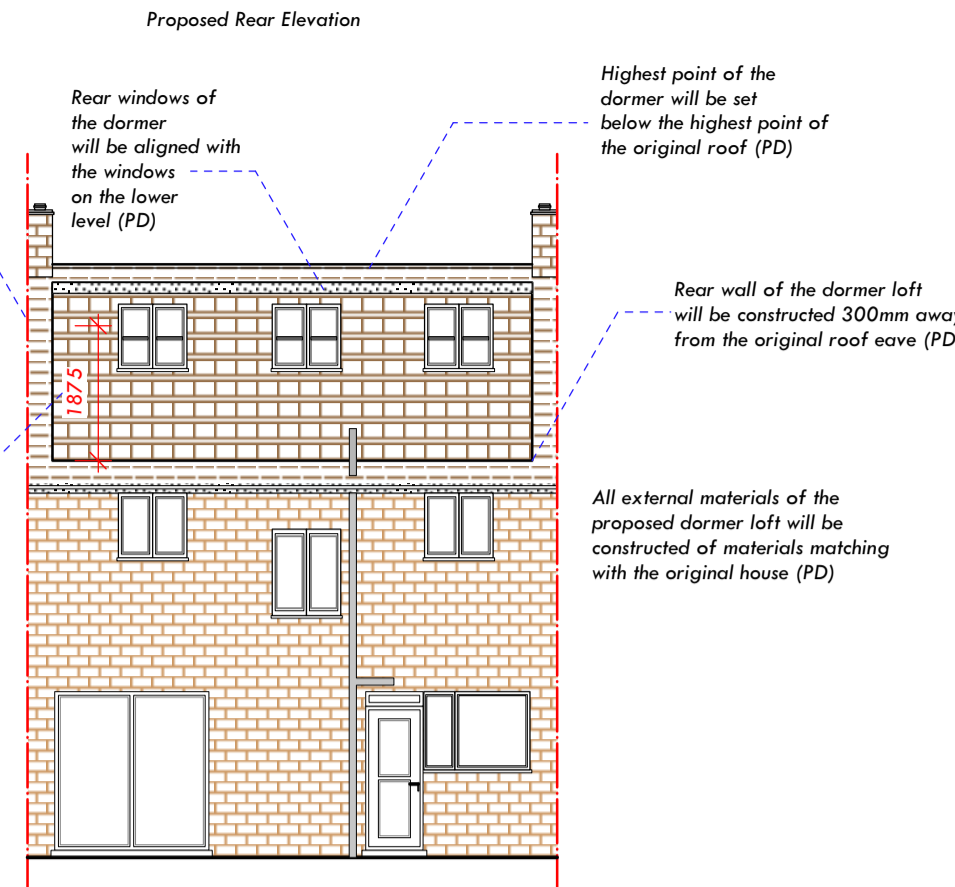 Proposed Rear Elevation
Rear windows of
the dormer
will be aligned with
the windows
on the lower
level (PD)
Highest point of the
dormer will be set
below the highest point of
the original roof (PD)
Rear wall of the dormer loft
will be constructed 300mm away
from the original roof eave (PD
1875
All external materials of the
proposed dormer loft will be
constructed of materials matching
with the original house (PD)